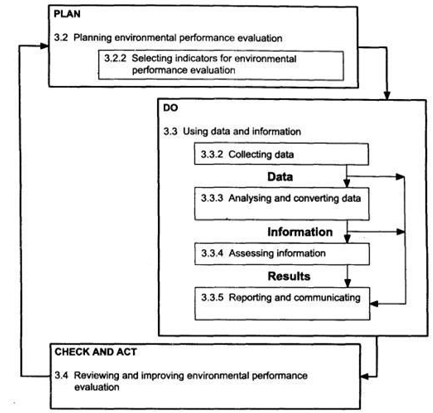 PLAN
3.2 Planning environmental performance evaluation
3.2.2 Selecting indicators for environmental
performance evaluation
DO
3.3 Using data and information
3.3.2 Collecting data
Data
3.3.3 Analysing and converting data
Information
3.3.4 Assessing information
Results
3.3.5 Reporting and communicating
CHECK AND ACT
3.4 Reviewing and improving environmental performance
evaluation